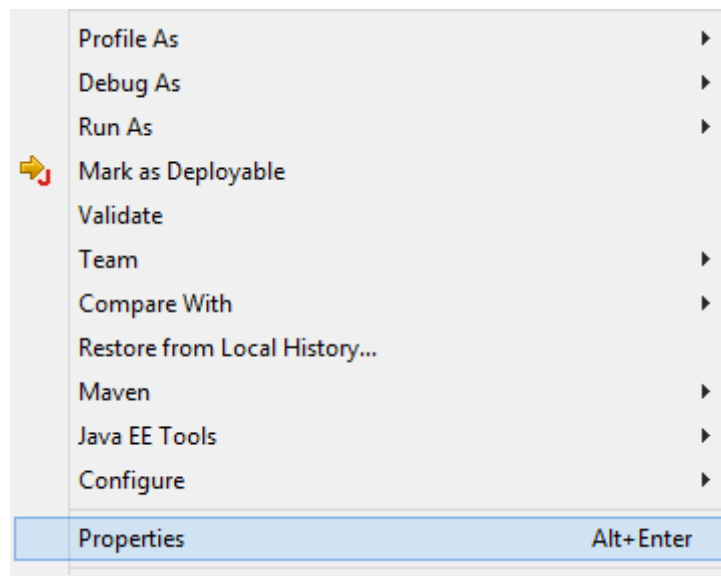 Profile As
Debug As
Run As
Mark as Deployable
Validate
Team
Compare With
Restore from Local History...
Maven
Java EE Tools
Configure
Properties Alt+Enter